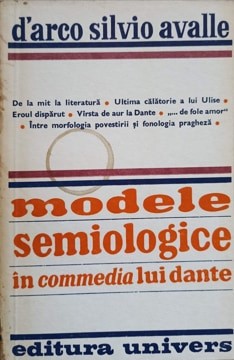 d'arco silvio avalle
De la mit la literatură • Ultima călătorie a lui Ulise •
Eroul dispărut • Vîrsta de aur la Dante • „... de fole amor"
• Între morfologia povestirii și fonologia pragheză •
modele
semiologice
în commedia lui dante
editura univers